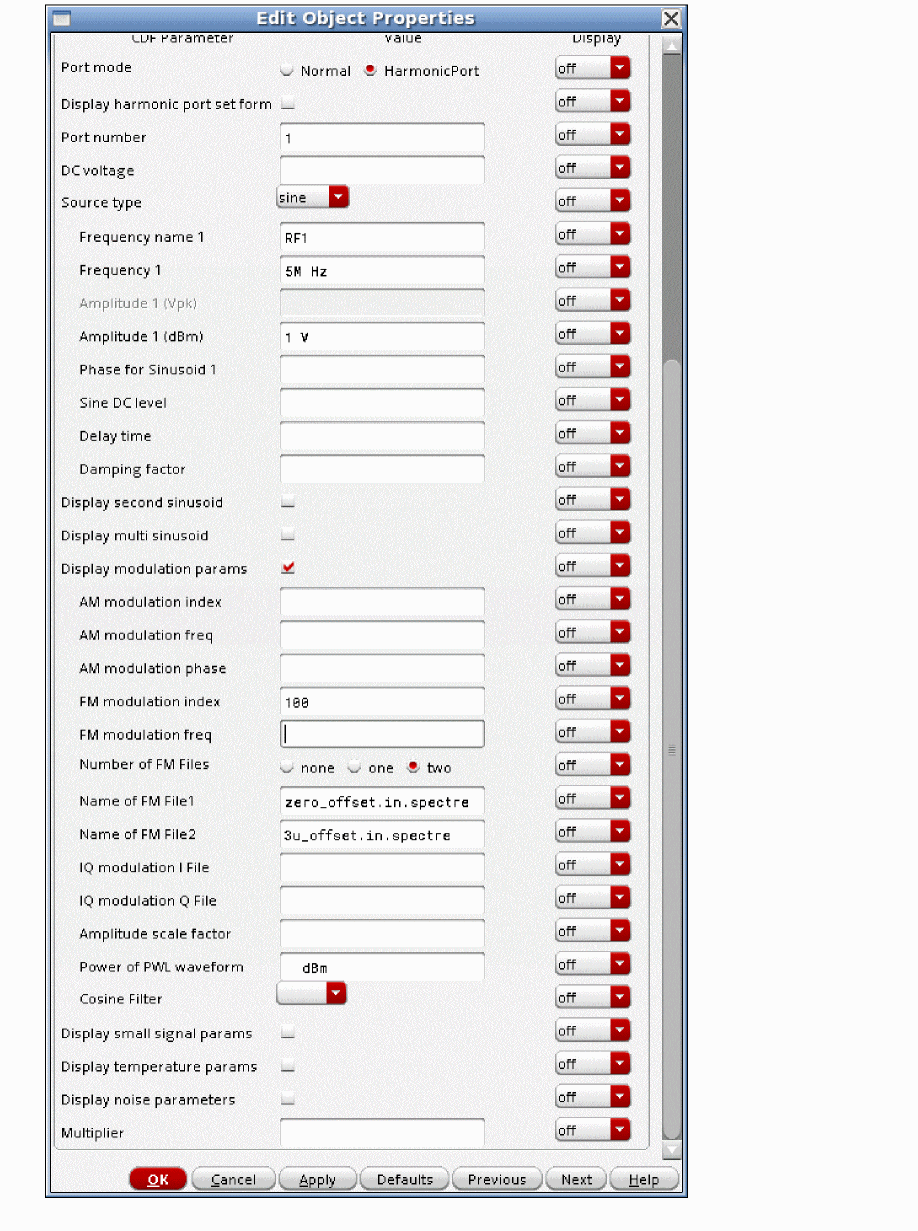 Edit Object Properties
CDF Parameter Value Display
Port mode Normal HarmonicPort off
Display harmonic port set form off
Port number 1 off
DC voltage off
Source type sine off
Frequency name 1 RF1 off
Frequency 1 5M Hz off
Amplitude 1 (Vpk) off
Amplitude 1 (dBm) 1 V off
Phase for Sinusoid 1 off
Sine DC level off
Delay time off
Damping factor off
Display second sinusoid off
Display multi sinusoid off
Display modulation params off
AM modulation index off
AM modulation freq off
AM modulation phase off
FM modulation index 100 off
FM modulation freq off
Number of FM Files none one two off
Name of FM File1 zero_offset.in.spectre off
Name of FM File2 3u_offset.in.spectre off
IQ modulation I File off
IQ modulation Q File off
Amplitude scale factor off
Power of PWL waveform dBm off
Cosine Filter off
Display small signal params off
Display temperature params off
Display noise parameters off
Multiplier off
OK Cancel Apply Defaults Previous Next Help